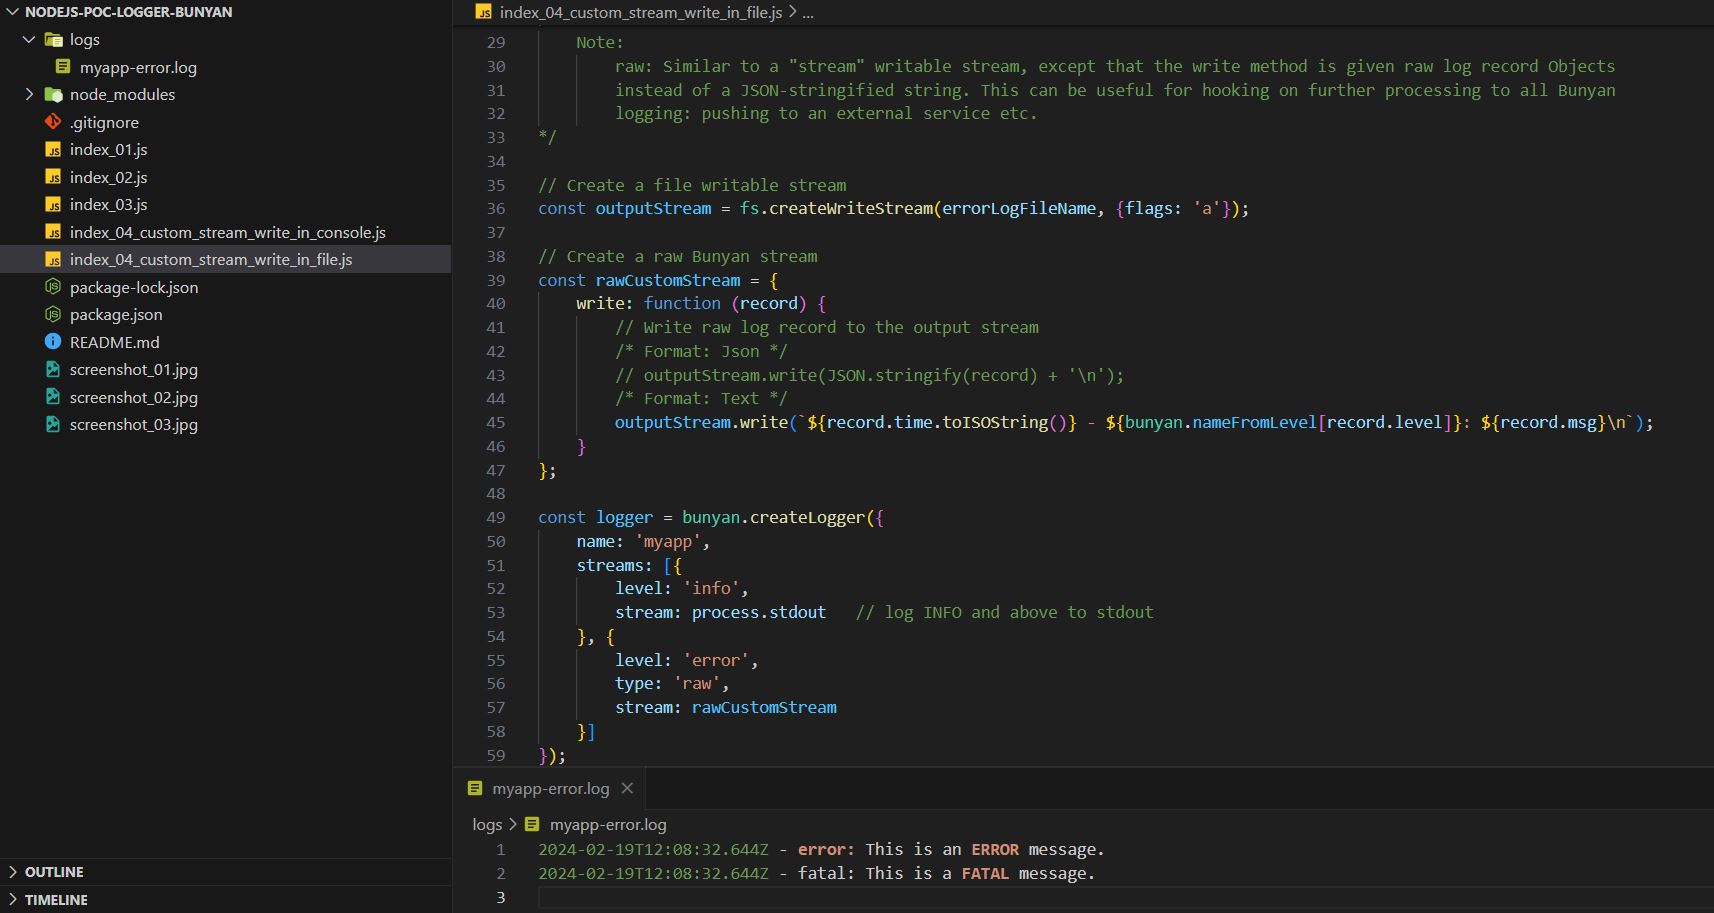 NODEJS-POC-LOGGER-BUNYAN
logs
myapp-error.log
node_modules
.gitignore
index_01.js
index_02.js
index_03.js
index_04_custom_stream_write_in_console.js
index_04_custom_stream_write_in_file.js
package-lock.json
package.json
README.md
screenshot_01.jpg
screenshot_02.jpg
screenshot_03.jpg
OUTLINE
TIMELINE
JS index_04_custom_stream_write_in_file.js > ...
29 Note:
30 raw: Similar to a "stream" writable stream, except that the write method is given raw log record Objects
31 instead of a JSON-stringified string. This can be useful for hooking on further processing to all Bunyan
32 logging: pushing to an external service etc.
33 */
34
35 // Create a file writable stream
36 const outputStream = fs.createWriteStream(errorLogFileName, {flags: 'a'});
37
38 // Create a raw Bunyan stream
39 const rawCustomStream = {
40 write: function (record) {
41 // Write raw log record to the output stream
42 /* Format: Json */
43 // outputStream.write(JSON.stringify(record) + '\n');
44 /* Format: Text */
45 outputStream.write(`${record.time.toISOString()} - ${bunyan.nameFromLevel[record.level]}: ${record.msg}\n`);
46 }
47 };
48
49 const logger = bunyan.createLogger({
50 name: 'myapp',
51 streams: [{
52 level: 'info',
53 stream: process.stdout // log INFO and above to stdout
54 }, {
55 level: 'error',
56 type: 'raw',
57 stream: rawCustomStream
58 }]
59 });
myapp-error.log
logs > myapp-error.log
1 2024-02-19T12:08:32.644Z - error: This is an ERROR message.
2 2024-02-19T12:08:32.644Z - fatal: This is a FATAL message.
3